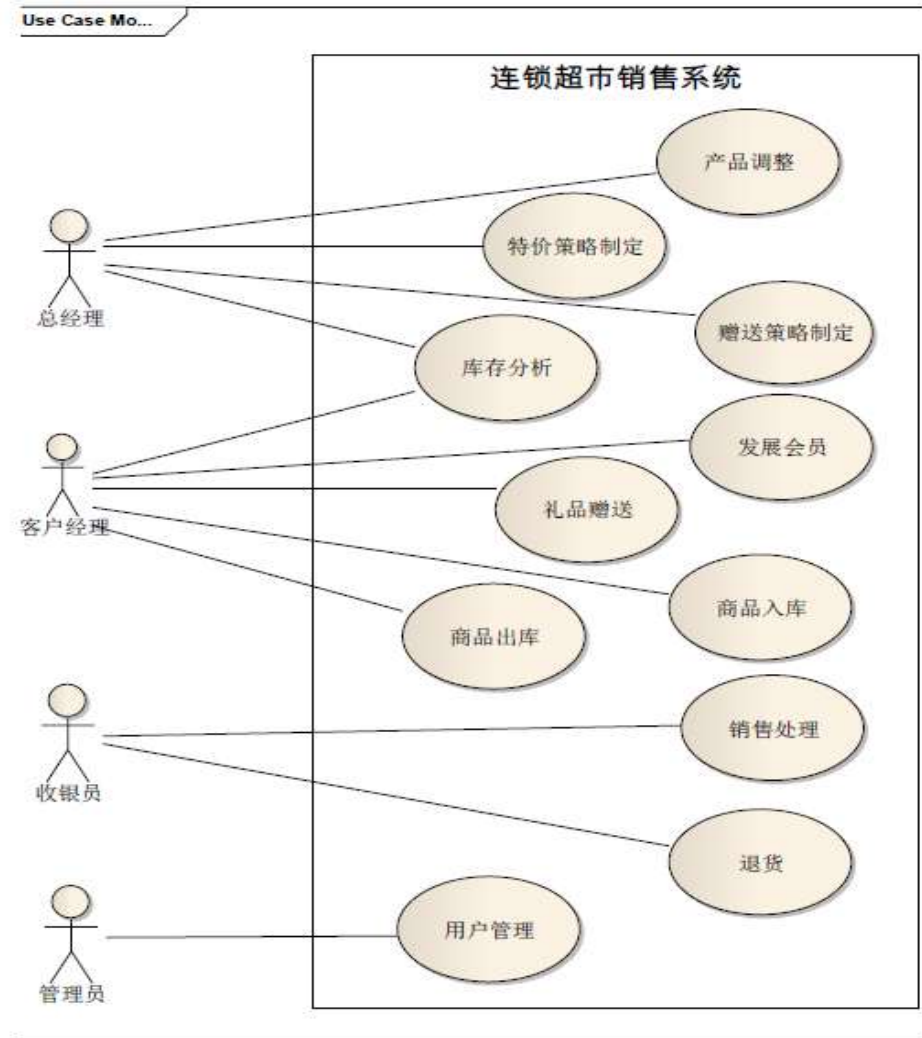 Use Case Mo...
连锁超市销售系统
产品调整
特价策略制定
总经理
赠送策略制定
库存分析
发展会员
客户经理
礼品赠送
商品入库
商品出库
销售处理
收银员
退货
用户管理
管理员